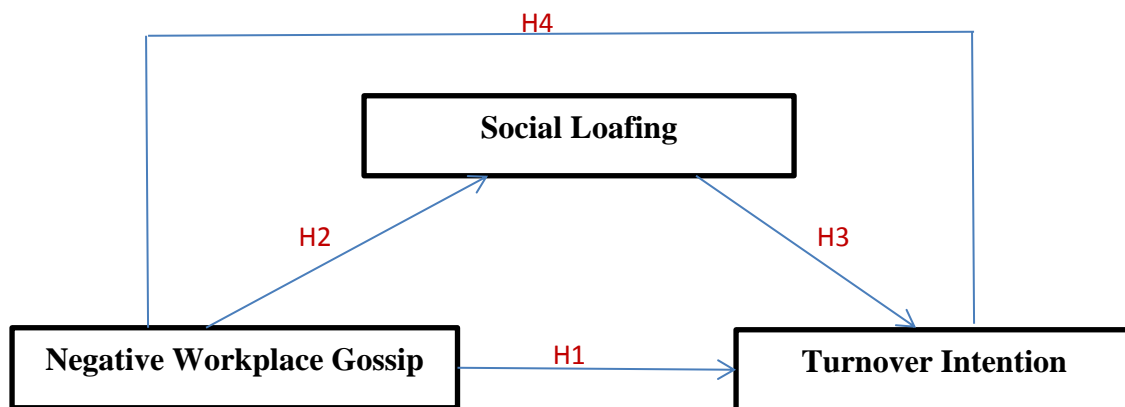 H4
Social Loafing
H2
H3
Negative Workplace Gossip
H1
Turnover Intention